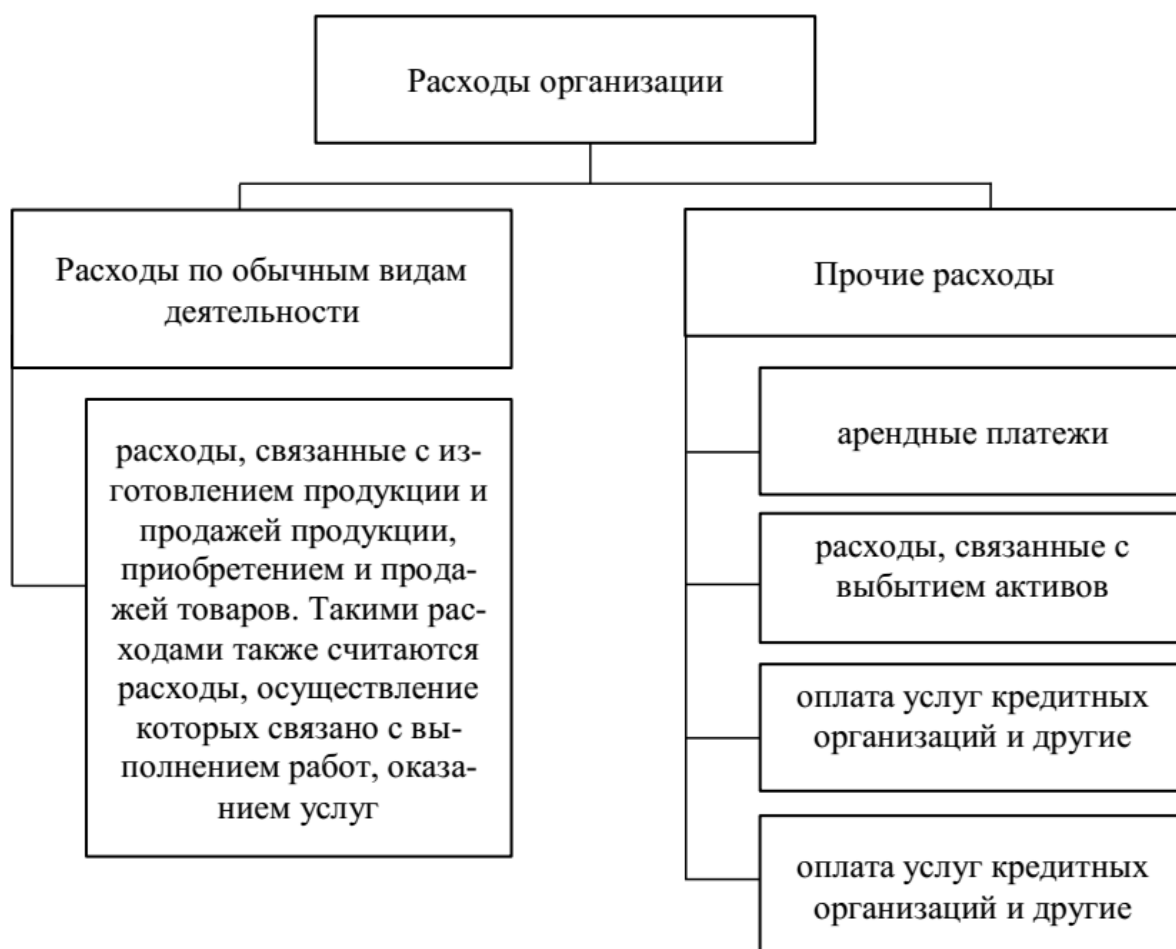 Расходы организации
Расходы по обычным видам
деятельности
расходы, связанные с из-
готовлением продукции и
продажей продукции,
приобретением и прода-
жей товаров. Такими рас-
ходами также считаются
расходы, осуществление
которых связано с вы-
полнением работ, оказа-
нием услуг
Прочие расходы
арендные платежи
расходы, связанные с
выбытием активов
оплата услуг кредитных
организаций и другие
оплата услуг кредитных
организаций и другие